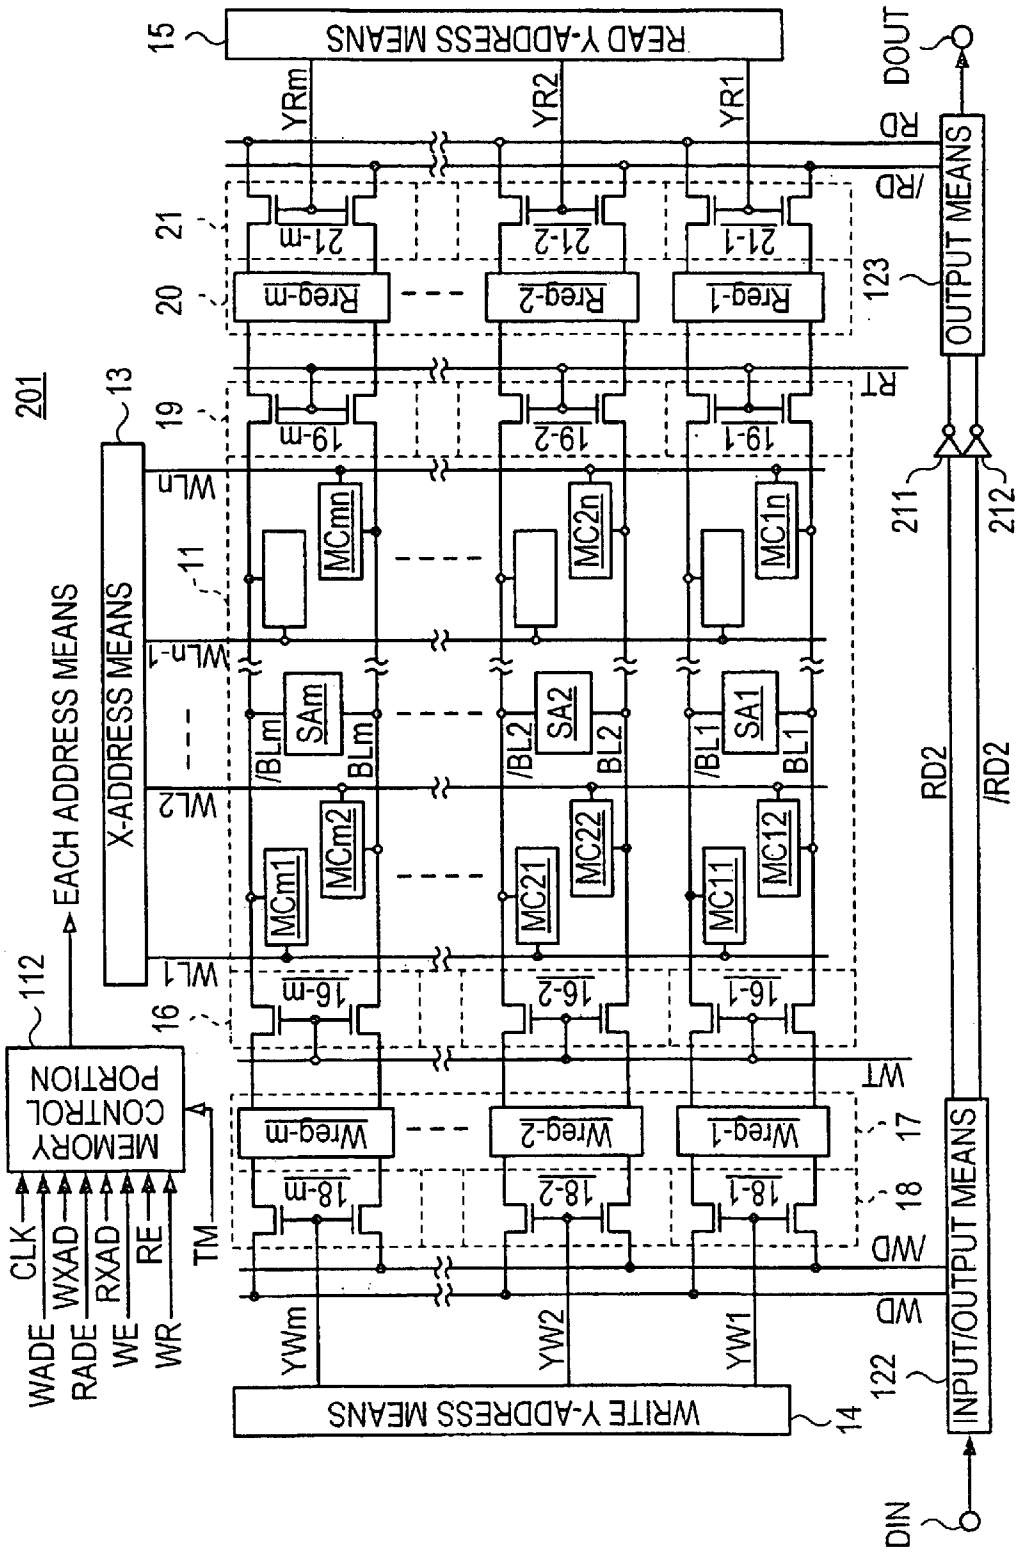 201
CLK
WADE
WXAD
RADE
RXAD
WE
RE
WR
TM
MEMORY
CONTROL
PORTION
112
EACH ADDRESS MEANS
X-ADDRESS MEANS
13
WL1
WL2
WLn-1
WLn
11
WRITE Y-ADDRESS MEANS
14
YWm
YW2
YW1
WD
/WD
18
18-m
18-2
18-1
17
Wreg-m
Wreg-2
Wreg-1
WT
16
16-m
16-2
16-1
MCm1
MCm2
/BLm
SAm
BLm
MCmn
MC21
MC22
/BL2
SA2
BL2
MC2n
MC11
MC12
/BL1
SA1
BL1
MC1n
19
19-m
19-2
19-1
RT
20
Rreg-m
Rreg-2
Rreg-1
21
21-m
21-2
21-1
/RD
RD
YRm
YR2
YR1
READ Y-ADDRESS MEANS
15
DIN
INPUT/OUTPUT MEANS
122
RD2
/RD2
211
212
OUTPUT MEANS
123
DOUT